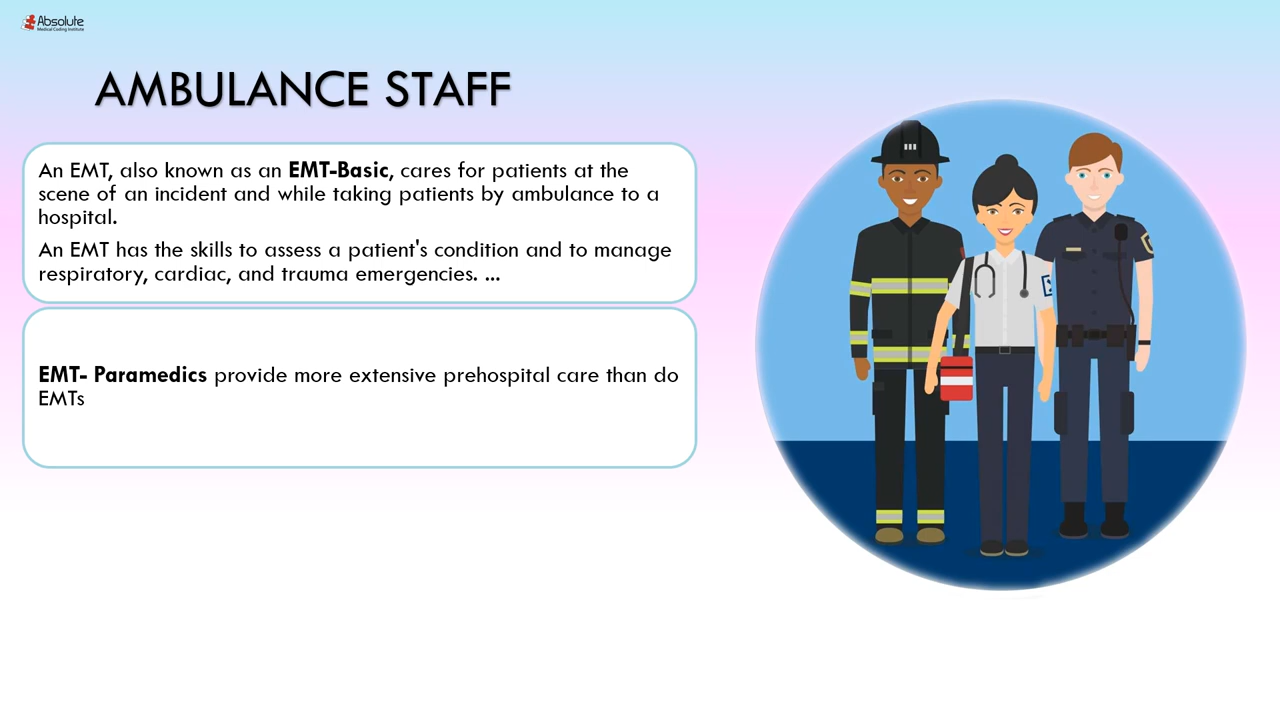 Absolute
Medical Coding Institute
AMBULANCE STAFF
An EMT, also known as an EMT-Basic, cares for patients at the
scene of an incident and while taking patients by ambulance to a
hospital.
An EMT has the skills to assess a patient's condition and to manage
respiratory, cardiac, and trauma emergencies. ...
EMT- Paramedics provide more extensive prehospital care than do
EMTs